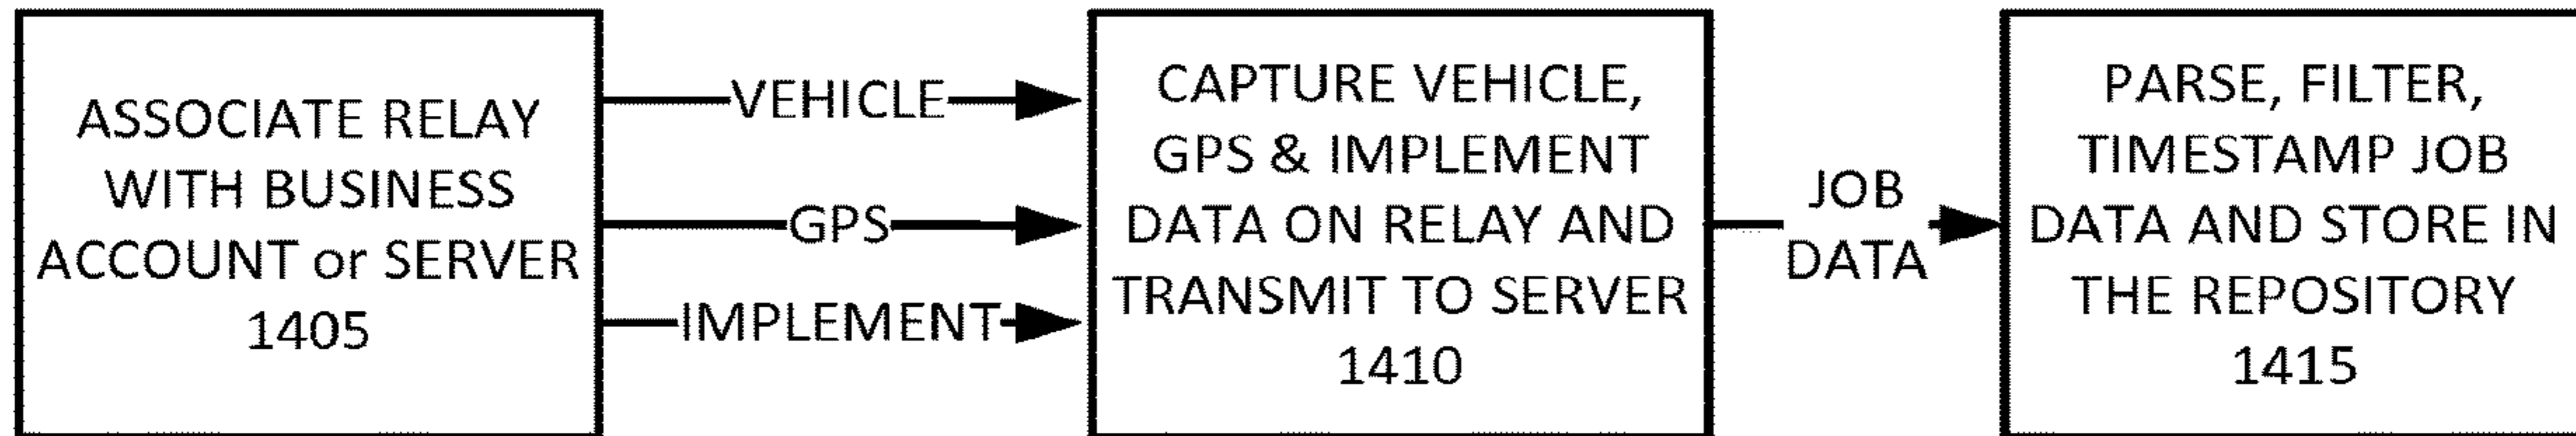 ASSOCIATE RELAY
WITH BUSINESS
ACCOUNT or SERVER
1405
VEHICLE
GPS
IMPLEMENT
CAPTURE VEHICLE,
GPS & IMPLEMENT
DATA ON RELAY AND
TRANSMIT TO SERVER
1410
JOB
DATA
PARSE, FILTER,
TIMESTAMP JOB
DATA AND STORE IN
THE REPOSITORY
1415